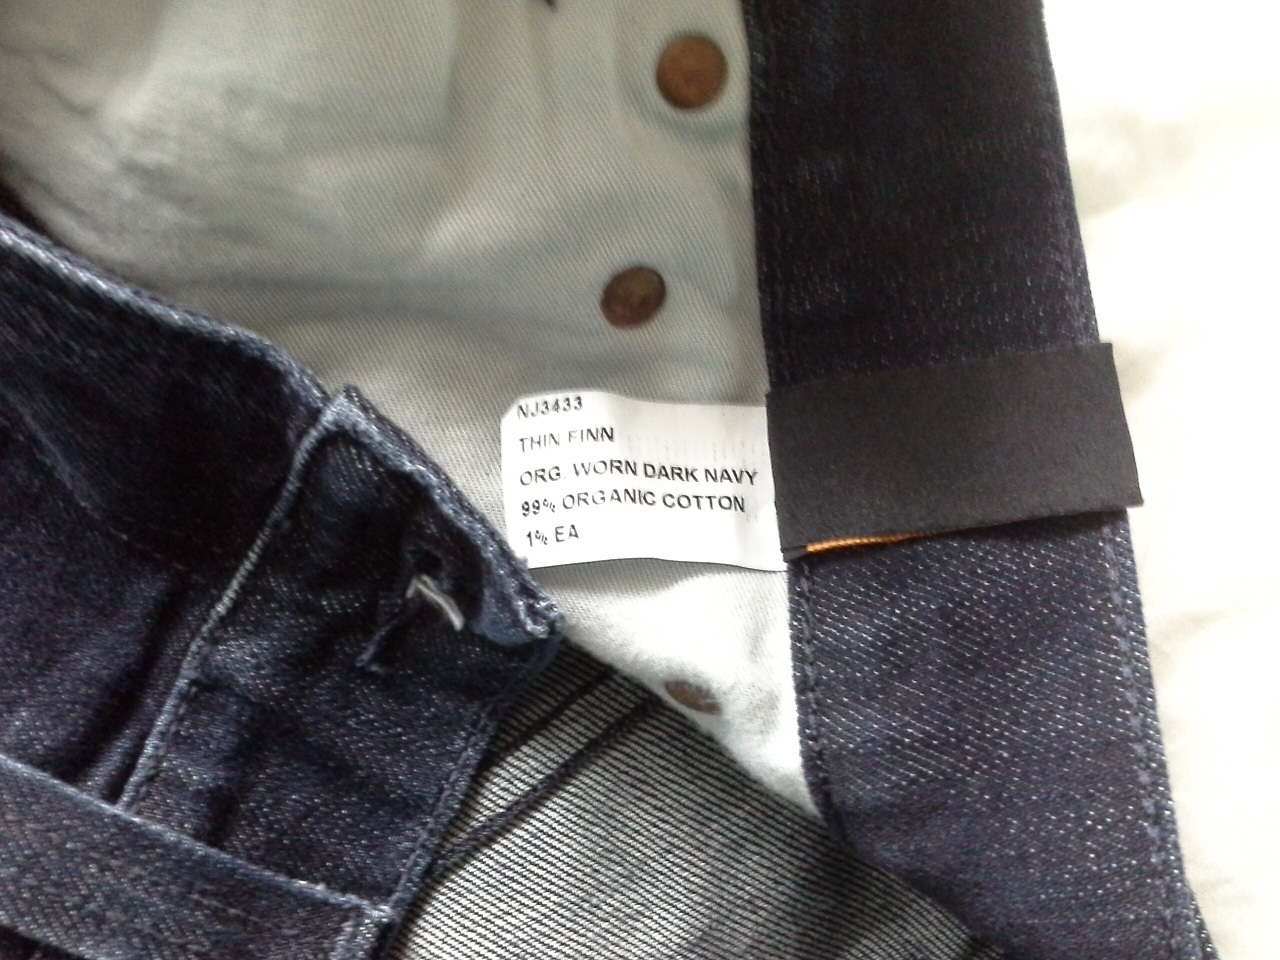 NJ3433
THIN FINN
ORG. WORN DARK NAVY
99% ORGANIC COTTON
1% EA